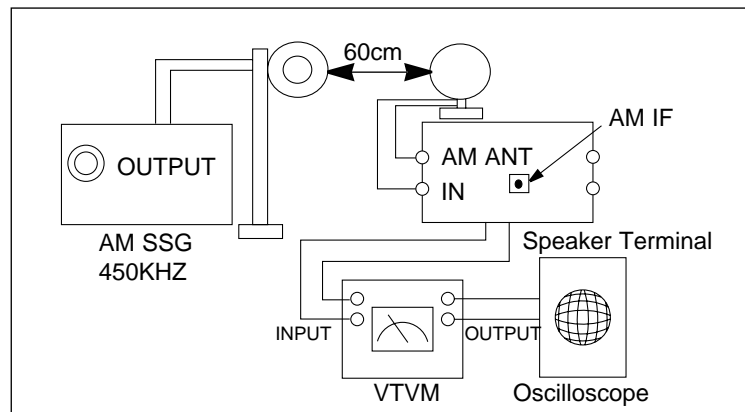 60cm
AM IF
OUTPUT
AM ANT
IN
AM SSG
450KHZ
Speaker Terminal
INPUT
OUTPUT
VTVM
Oscilloscope